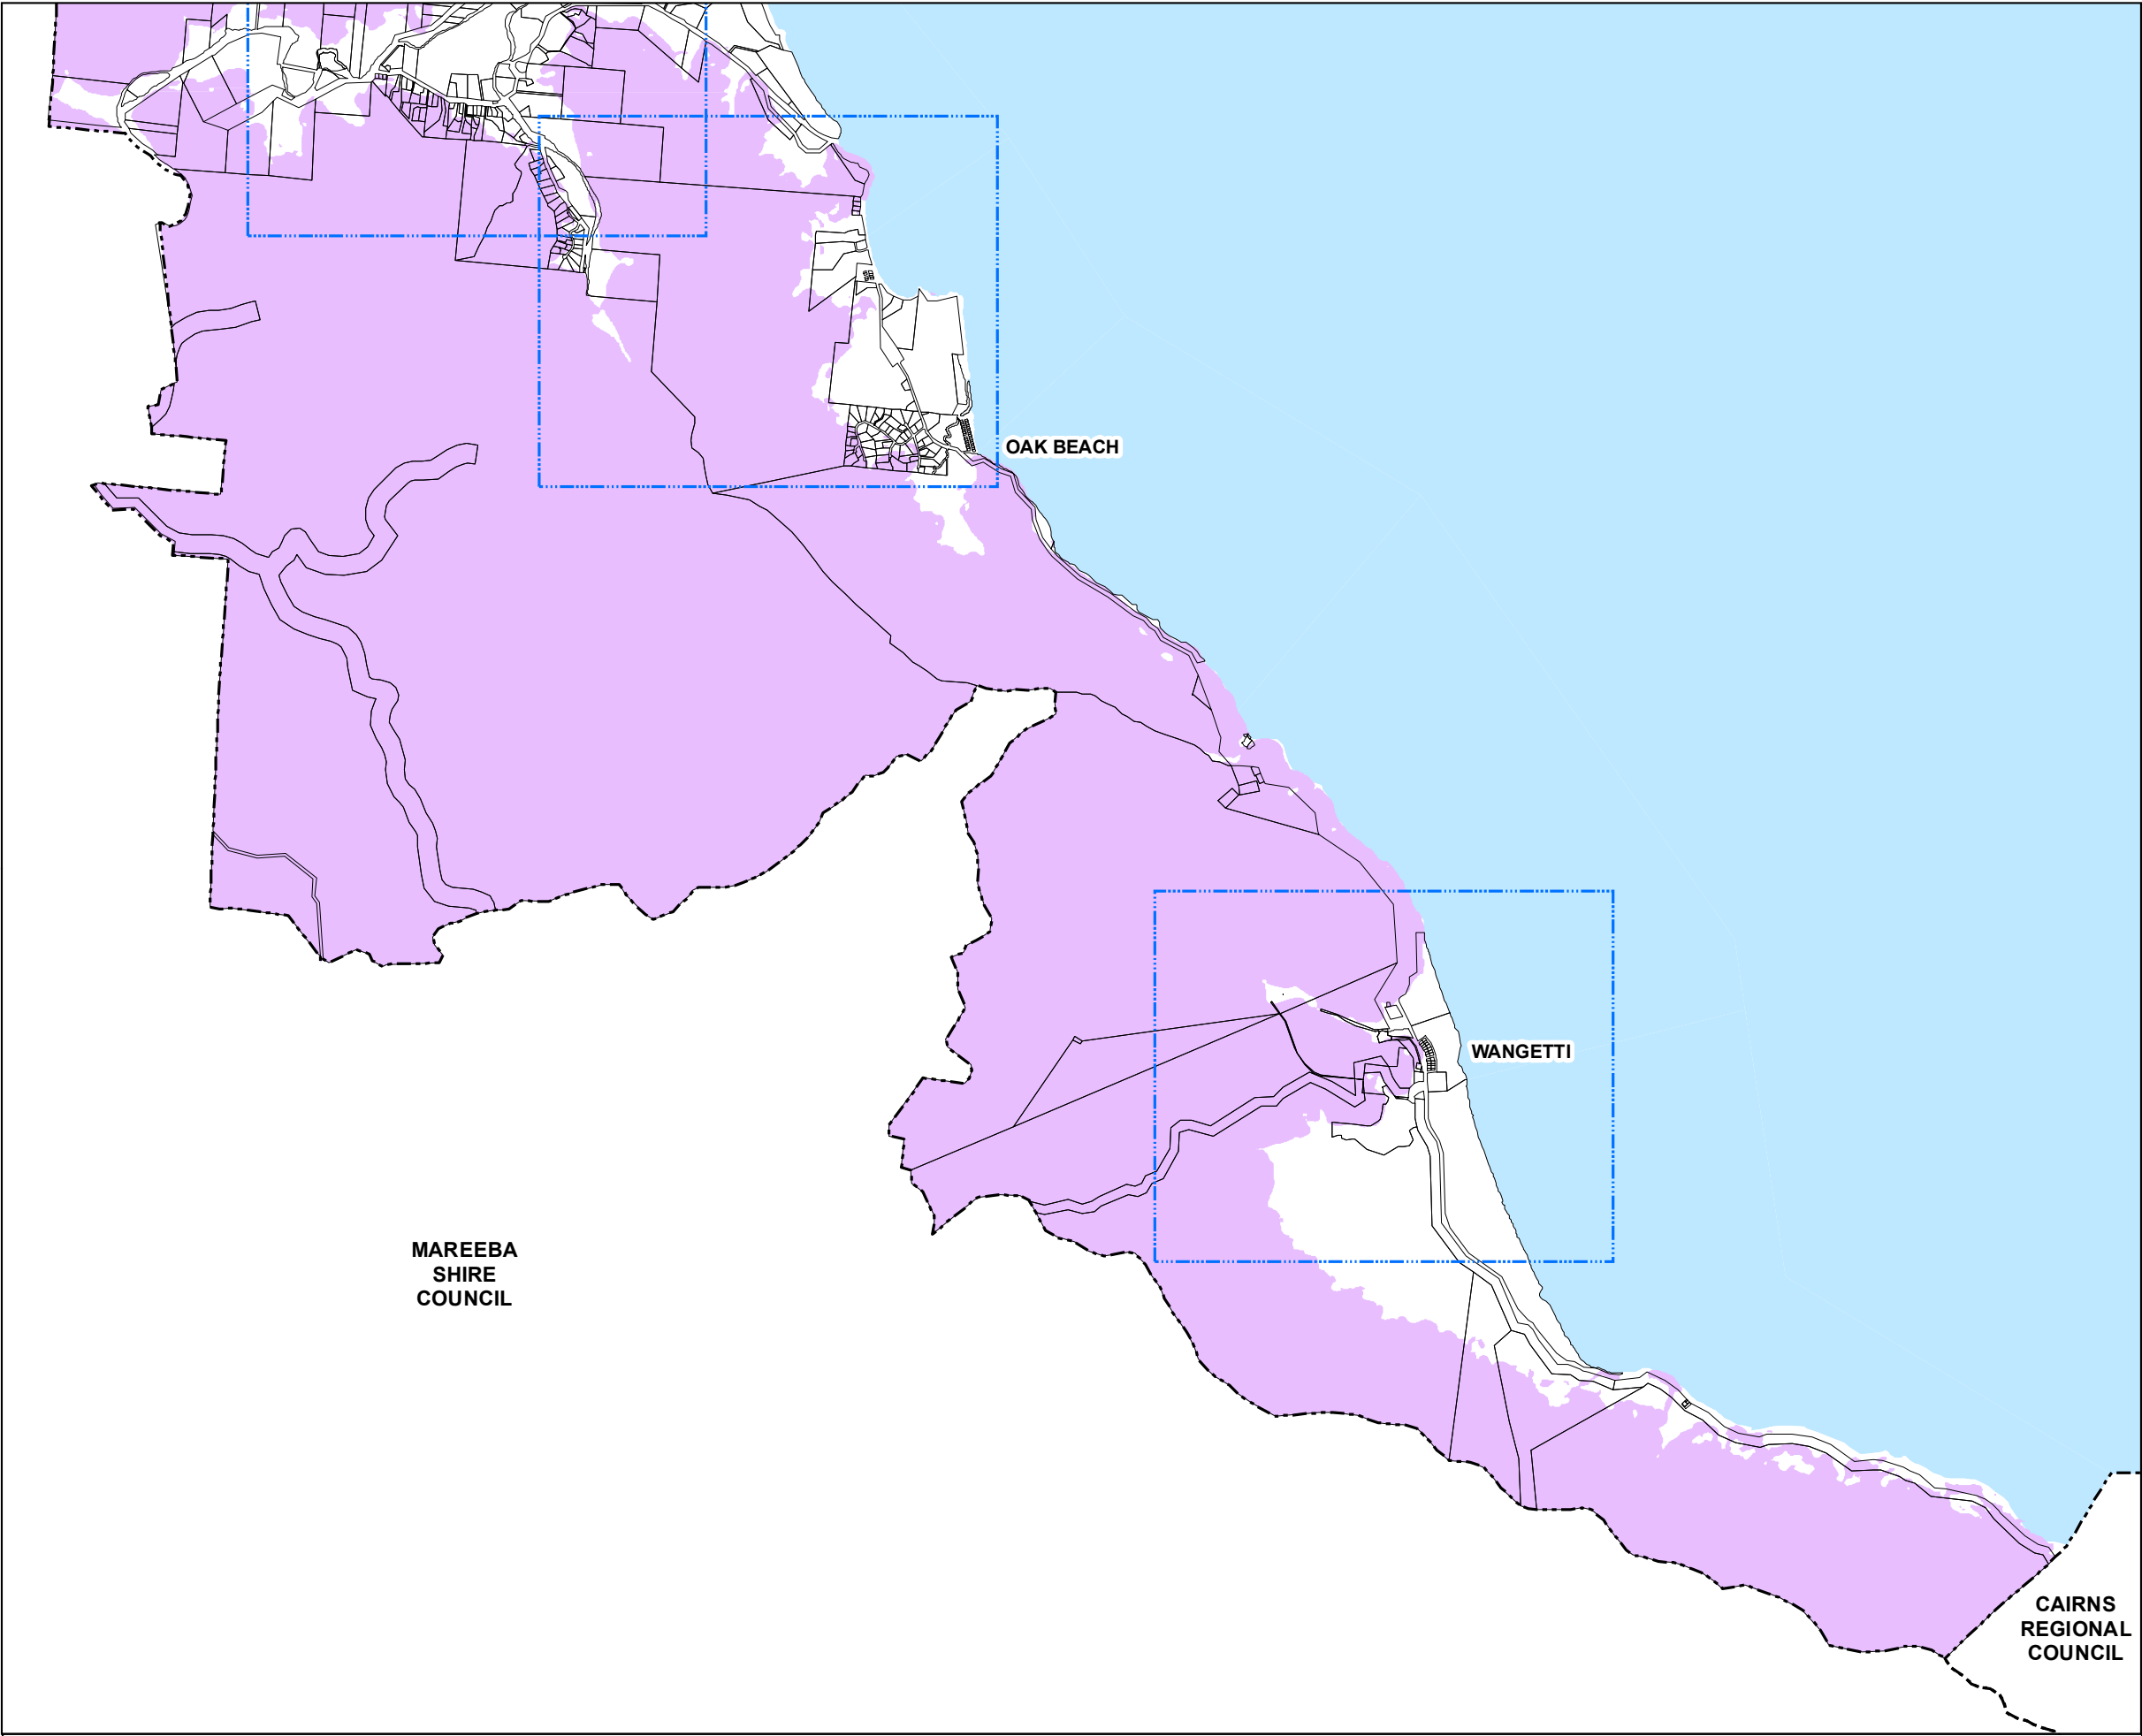 OAK BEACH
WANGETTI
MAREEBA
SHIRE
COUNCIL
CAIRNS
REGIONAL
COUNCIL